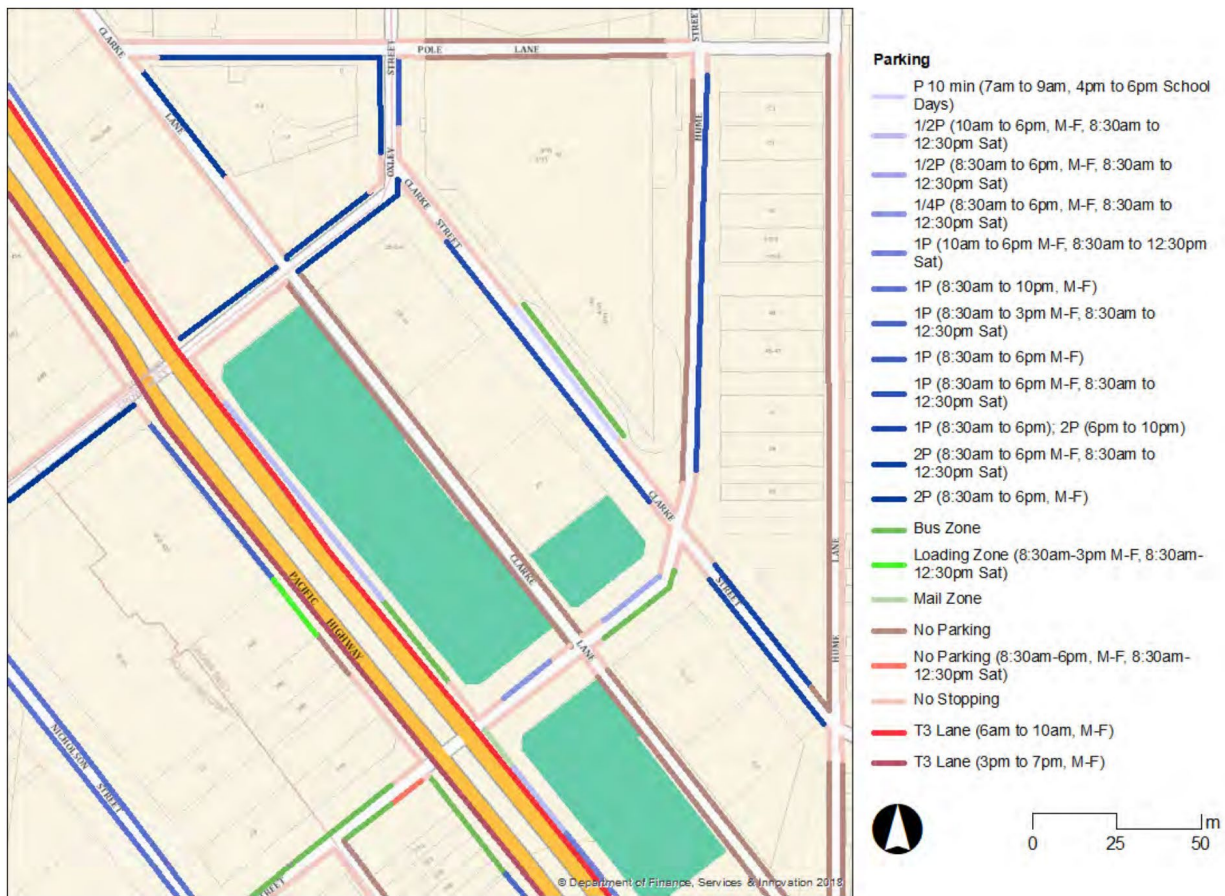 CLARKE
LANE
STREET
POLE LANE
STREET
HUME
OXLEY
CLARKE
STREET
CLARKE
STREET
PACIFIC
HIGHWAY
CLARKE
LANE
LANE
HUME
NICHOLSON
STREET
STREET
© Department of Finance, Services & Innovation 2018
Parking
P 10 min (7am to 9am, 4pm to 6pm School
Days)
1/2P (10am to 6pm, M-F, 8:30am to
12:30pm Sat)
1/2P (8:30am to 6pm, M-F, 8:30am to
12:30pm Sat)
1/4P (8:30am to 6pm, M-F, 8:30am to
12:30pm Sat)
1P (10am to 6pm M-F, 8:30am to 12:30pm
Sat)
1P (8:30am to 10pm, M-F)
1P (8:30am to 3pm M-F, 8:30am to
12:30pm Sat)
1P (8:30am to 6pm M-F)
1P (8:30am to 6pm M-F, 8:30am to
12:30pm Sat)
1P (8:30am to 6pm); 2P (6pm to 10pm)
2P (8:30am to 6pm M-F, 8:30am to
12:30pm Sat)
2P (8:30am to 6pm, M-F)
Bus Zone
Loading Zone (8:30am-3pm M-F, 8:30am-
12:30pm Sat)
Mail Zone
No Parking
No Parking (8:30am-6pm, M-F, 8:30am-
12:30pm Sat)
No Stopping
T3 Lane (6am to 10am, M-F)
T3 Lane (3pm to 7pm, M-F)
m
0 25 50